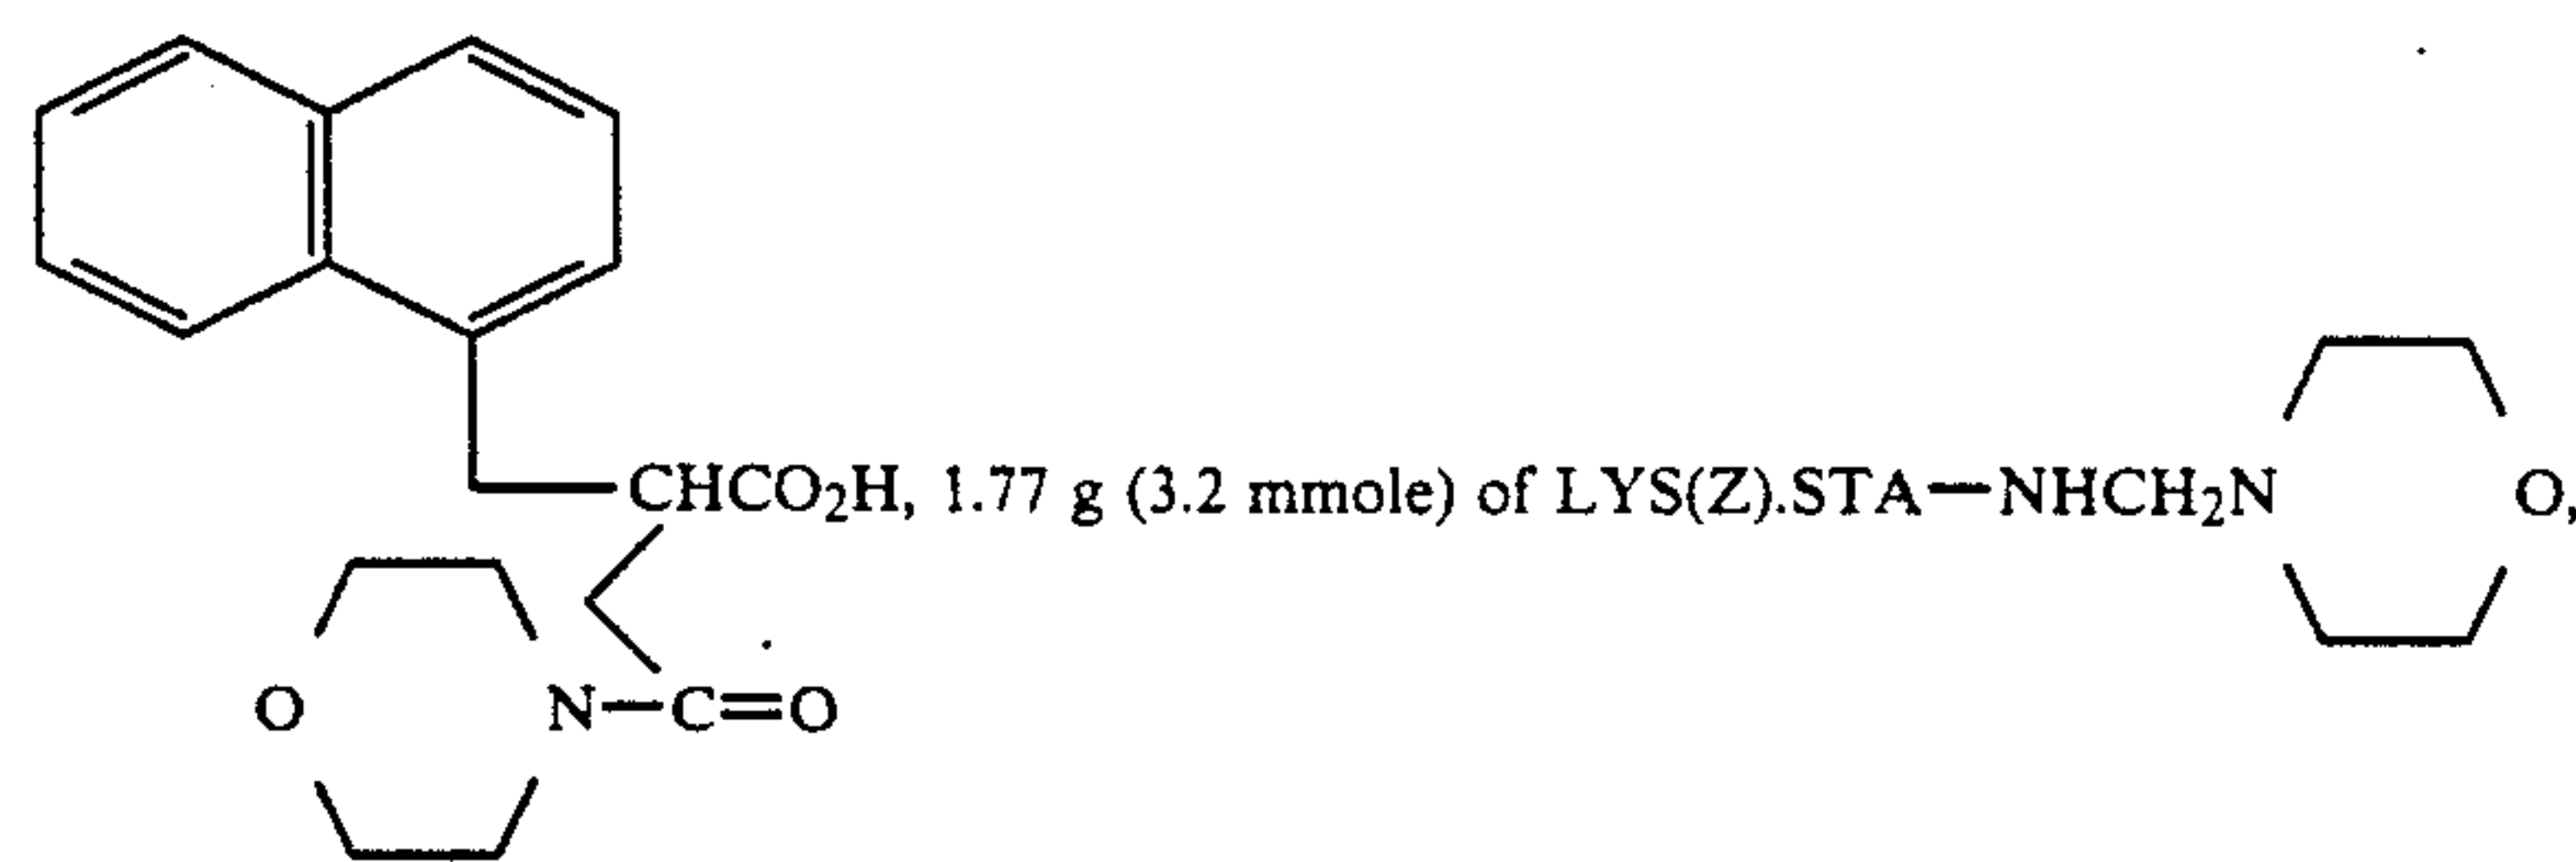 CHCO₂H, 1.77 g (3.2 mmole) of LYS(Z).STA—NHCH₂N O,
O N—C=O